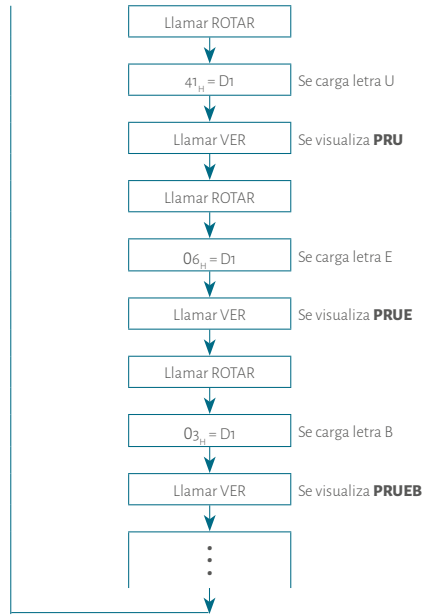 Llamar ROTAR
41H = D1 Se carga letra U
Llamar VER Se visualiza PRU
Llamar ROTAR
06H = D1 Se carga letra E
Llamar VER Se visualiza PRUE
Llamar ROTAR
03H = D1 Se carga letra B
Llamar VER Se visualiza PRUEB